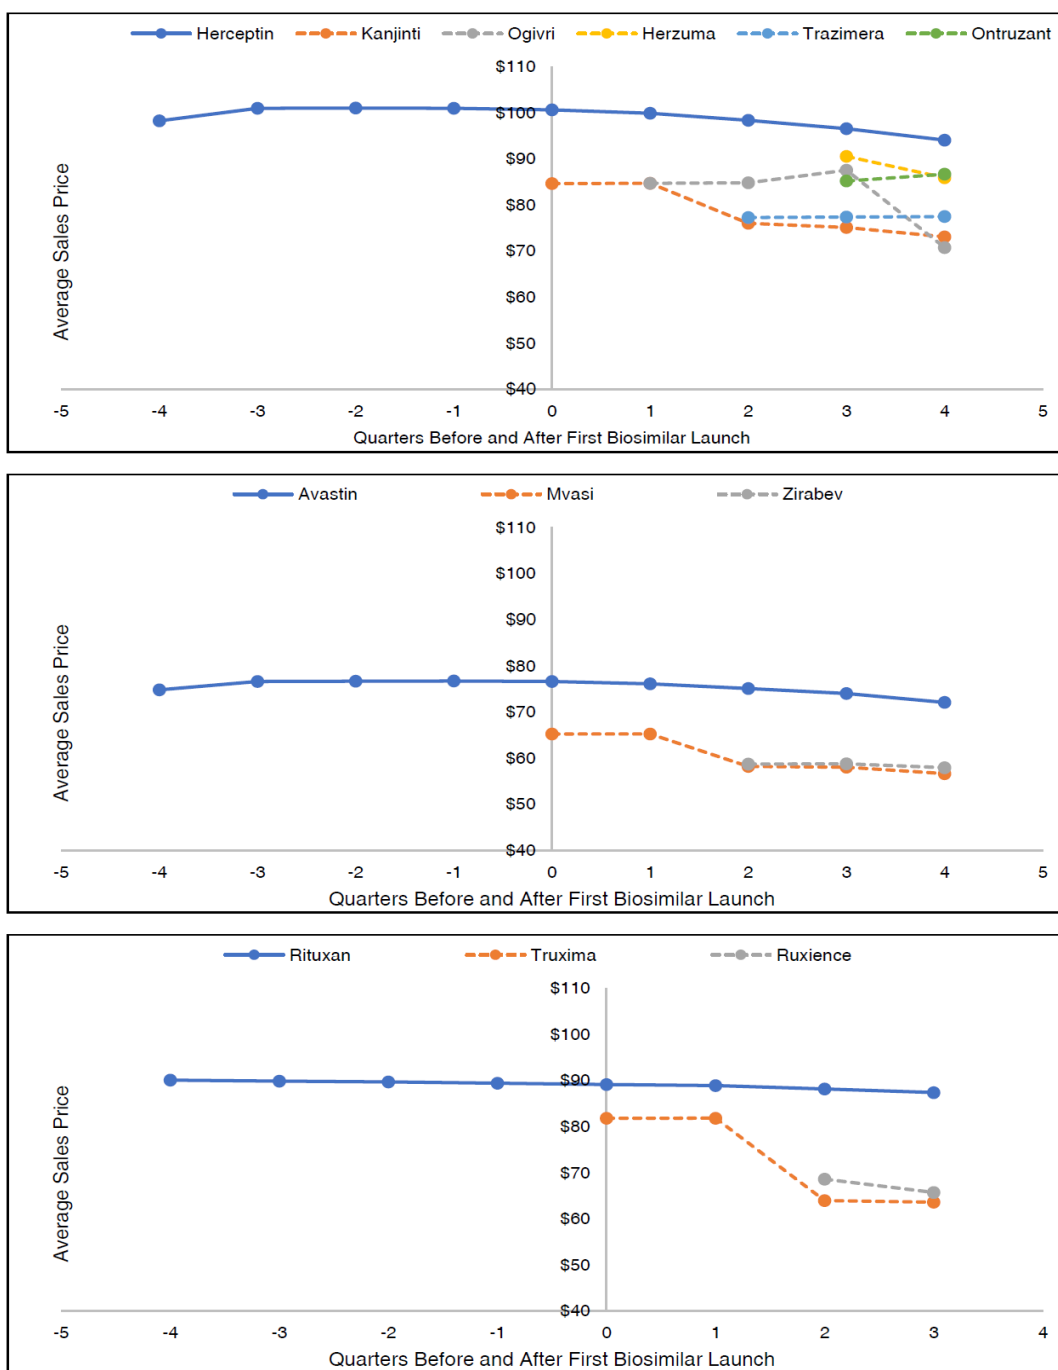 Herceptin Kanjinti Ogivri Herzuma Trazimera Ontruzant
$110
$100
$90
$80
$70
$60
$50
$40
Average Sales Price
-5 -4 -3 -2 -1 0 1 2 3 4 5
Quarters Before and After First Biosimilar Launch
Avastin Mvasi Zirabev
$110
$100
$90
$80
$70
$60
$50
$40
Average Sales Price
-5 -4 -3 -2 -1 0 1 2 3 4 5
Quarters Before and After First Biosimilar Launch
Rituxan Truxima Ruxience
$110
$100
$90
$80
$70
$60
$50
$40
Average Sales Price
-5 -4 -3 -2 -1 0 1 2 3 4
Quarters Before and After First Biosimilar Launch